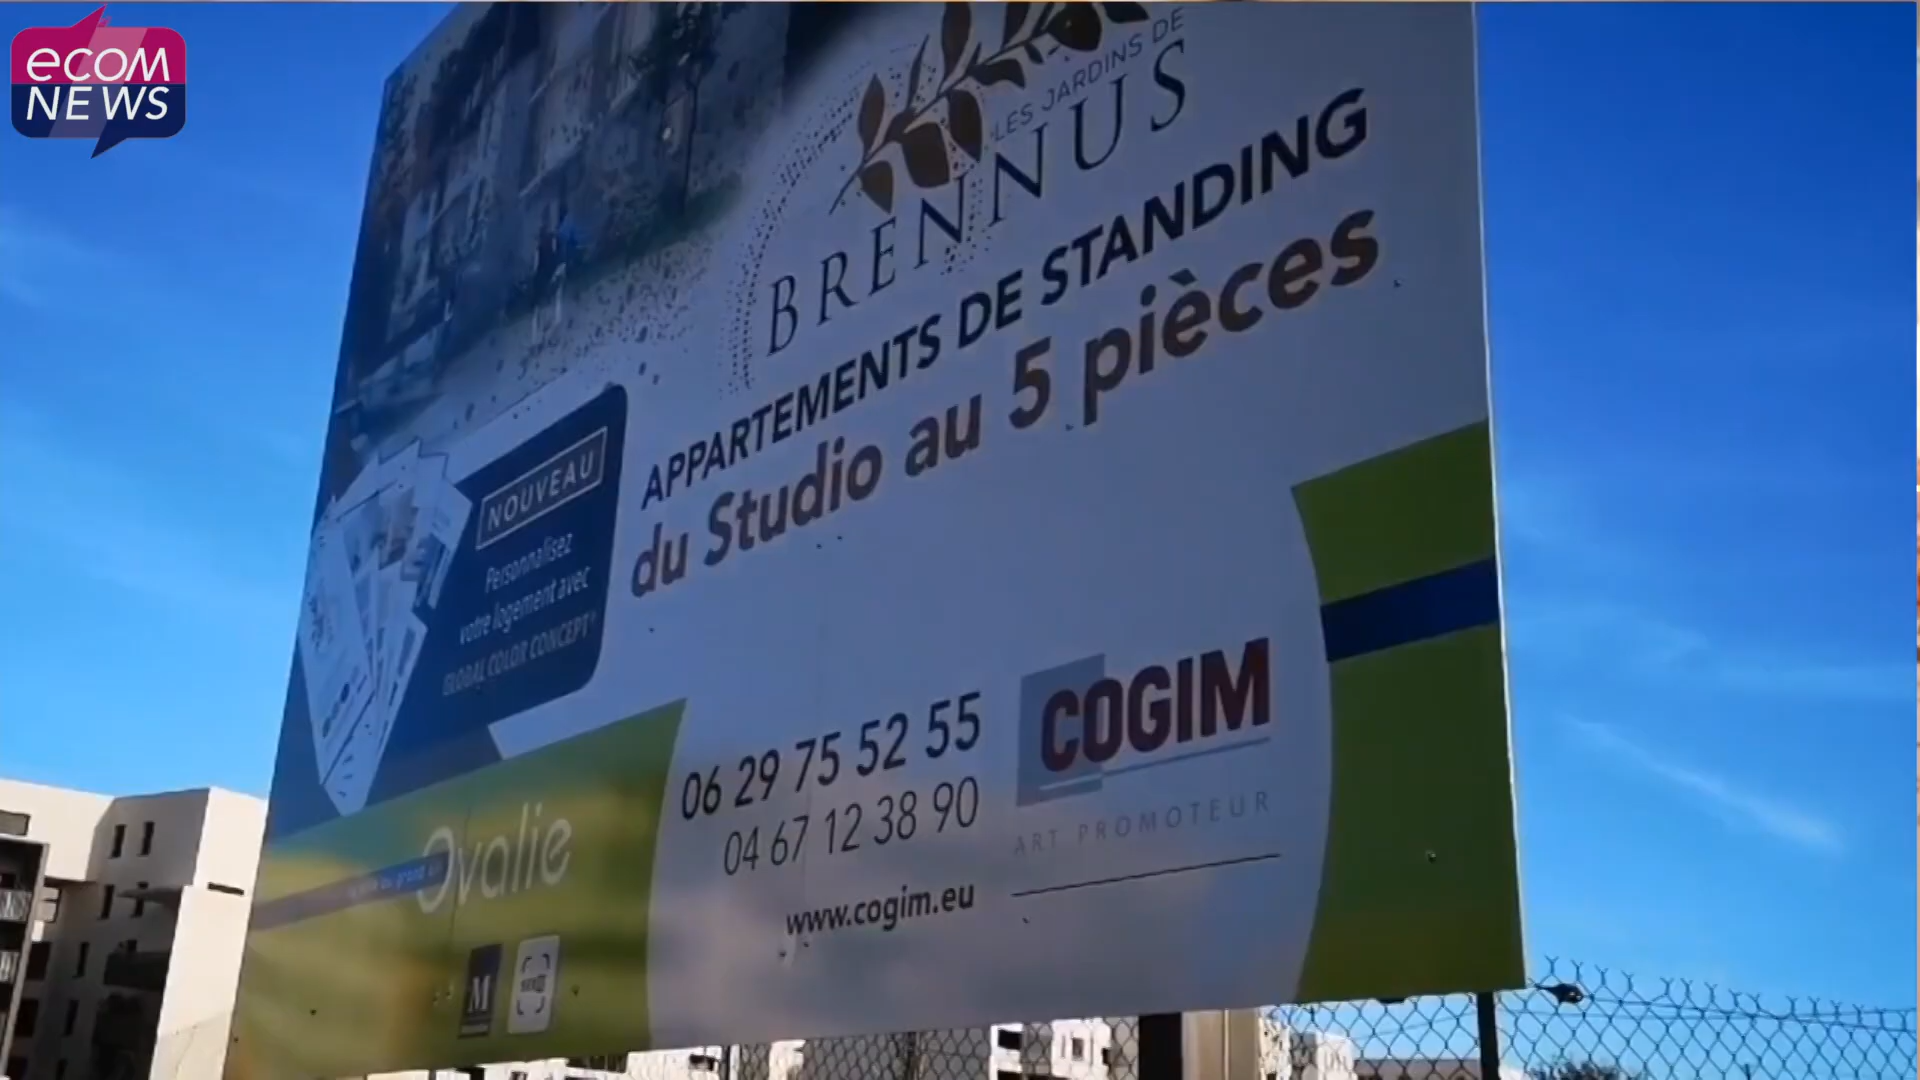 eCOM
NEWS
LES JARDINS DE
BRENNUS
APPARTEMENTS DE STANDING
du Studio au 5 pièces
NOUVEAU
Personnalisez
votre logement avec
GLOBAL COLOR CONCEPT
06 29 75 52 55
04 67 12 38 90
www.cogim.eu
COGIM
ART PROMOTEUR
Ovalie
M